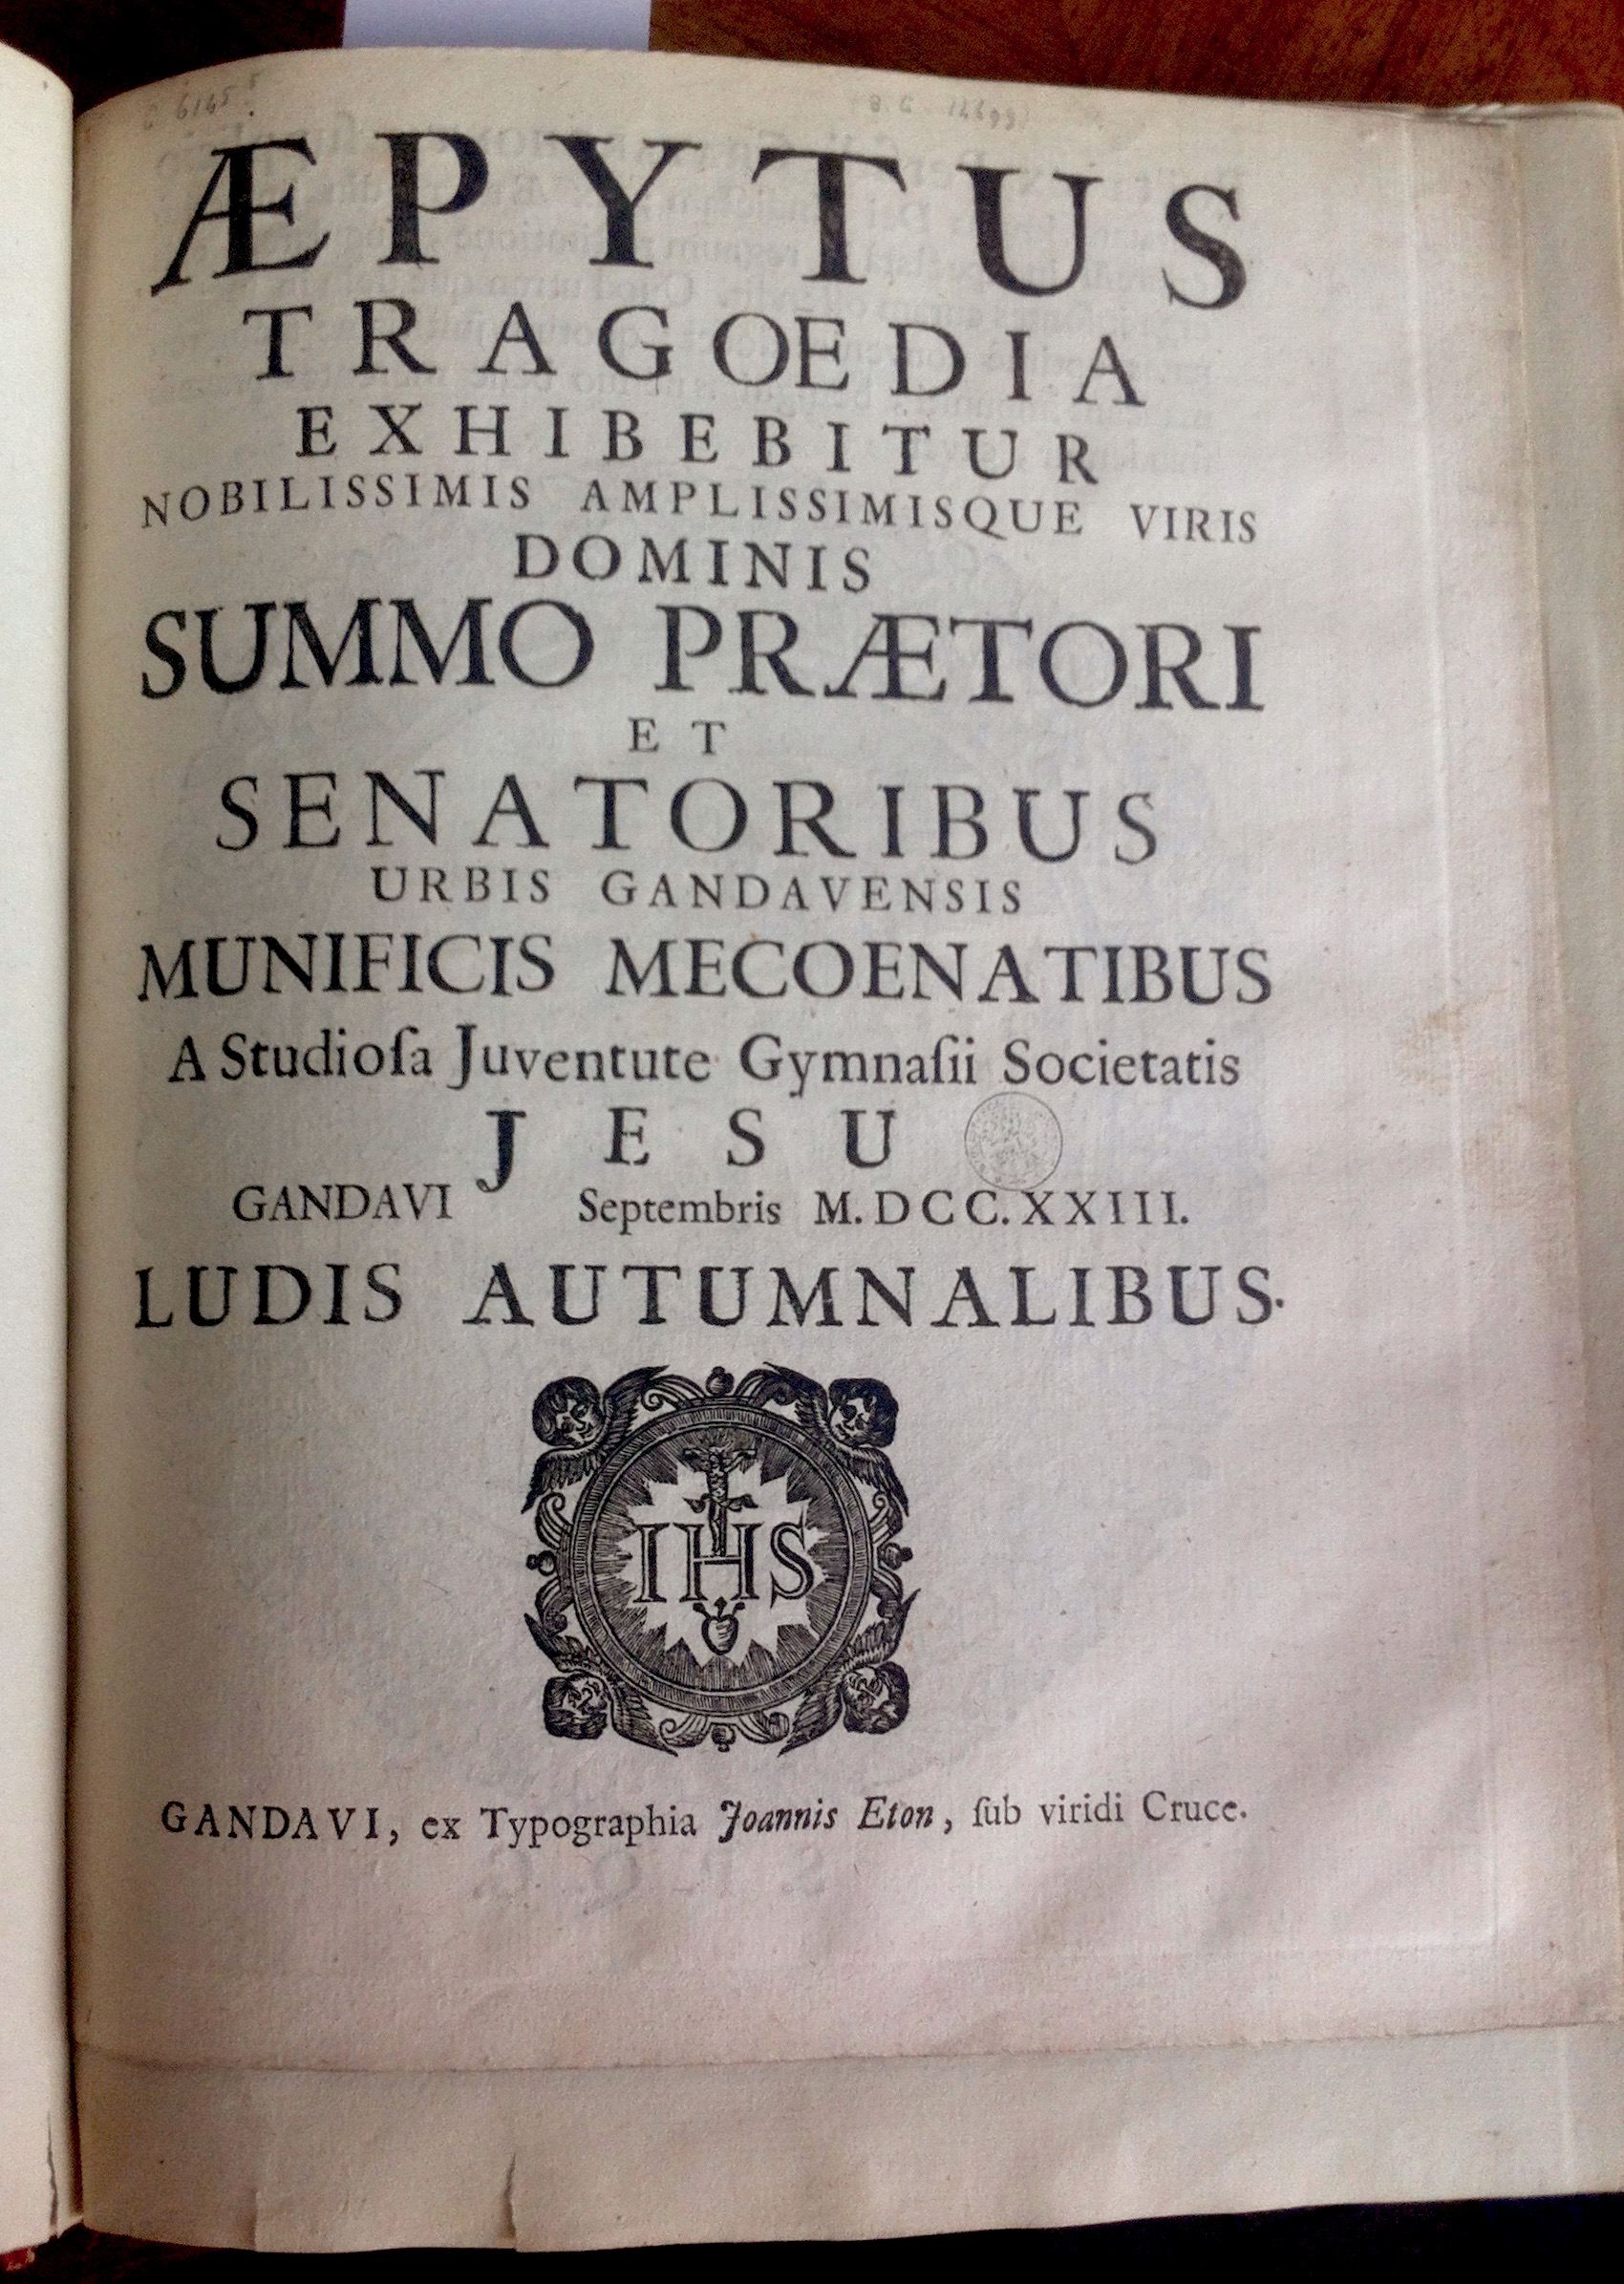 ÆPYTUS
TRAGOEDIA
EXHIBEBITUR
NOBILISSIMIS AMPLISSIMISQUE VIRIS
DOMINIS
SUMMO PRÆTORI
ET
SENATORIBUS
URBIS GANDAVENSIS
MUNIFICIS MECOENATIBUS
A Studioſa Juventute Gymnaſii Societatis
JESU
GANDAVI Septembris M.DCC.XXIII.
LUDIS AUTUMNALIBUS.
IHS
GANDAVI, ex Typographia Joannis Eton, ſub viridi Cruce.